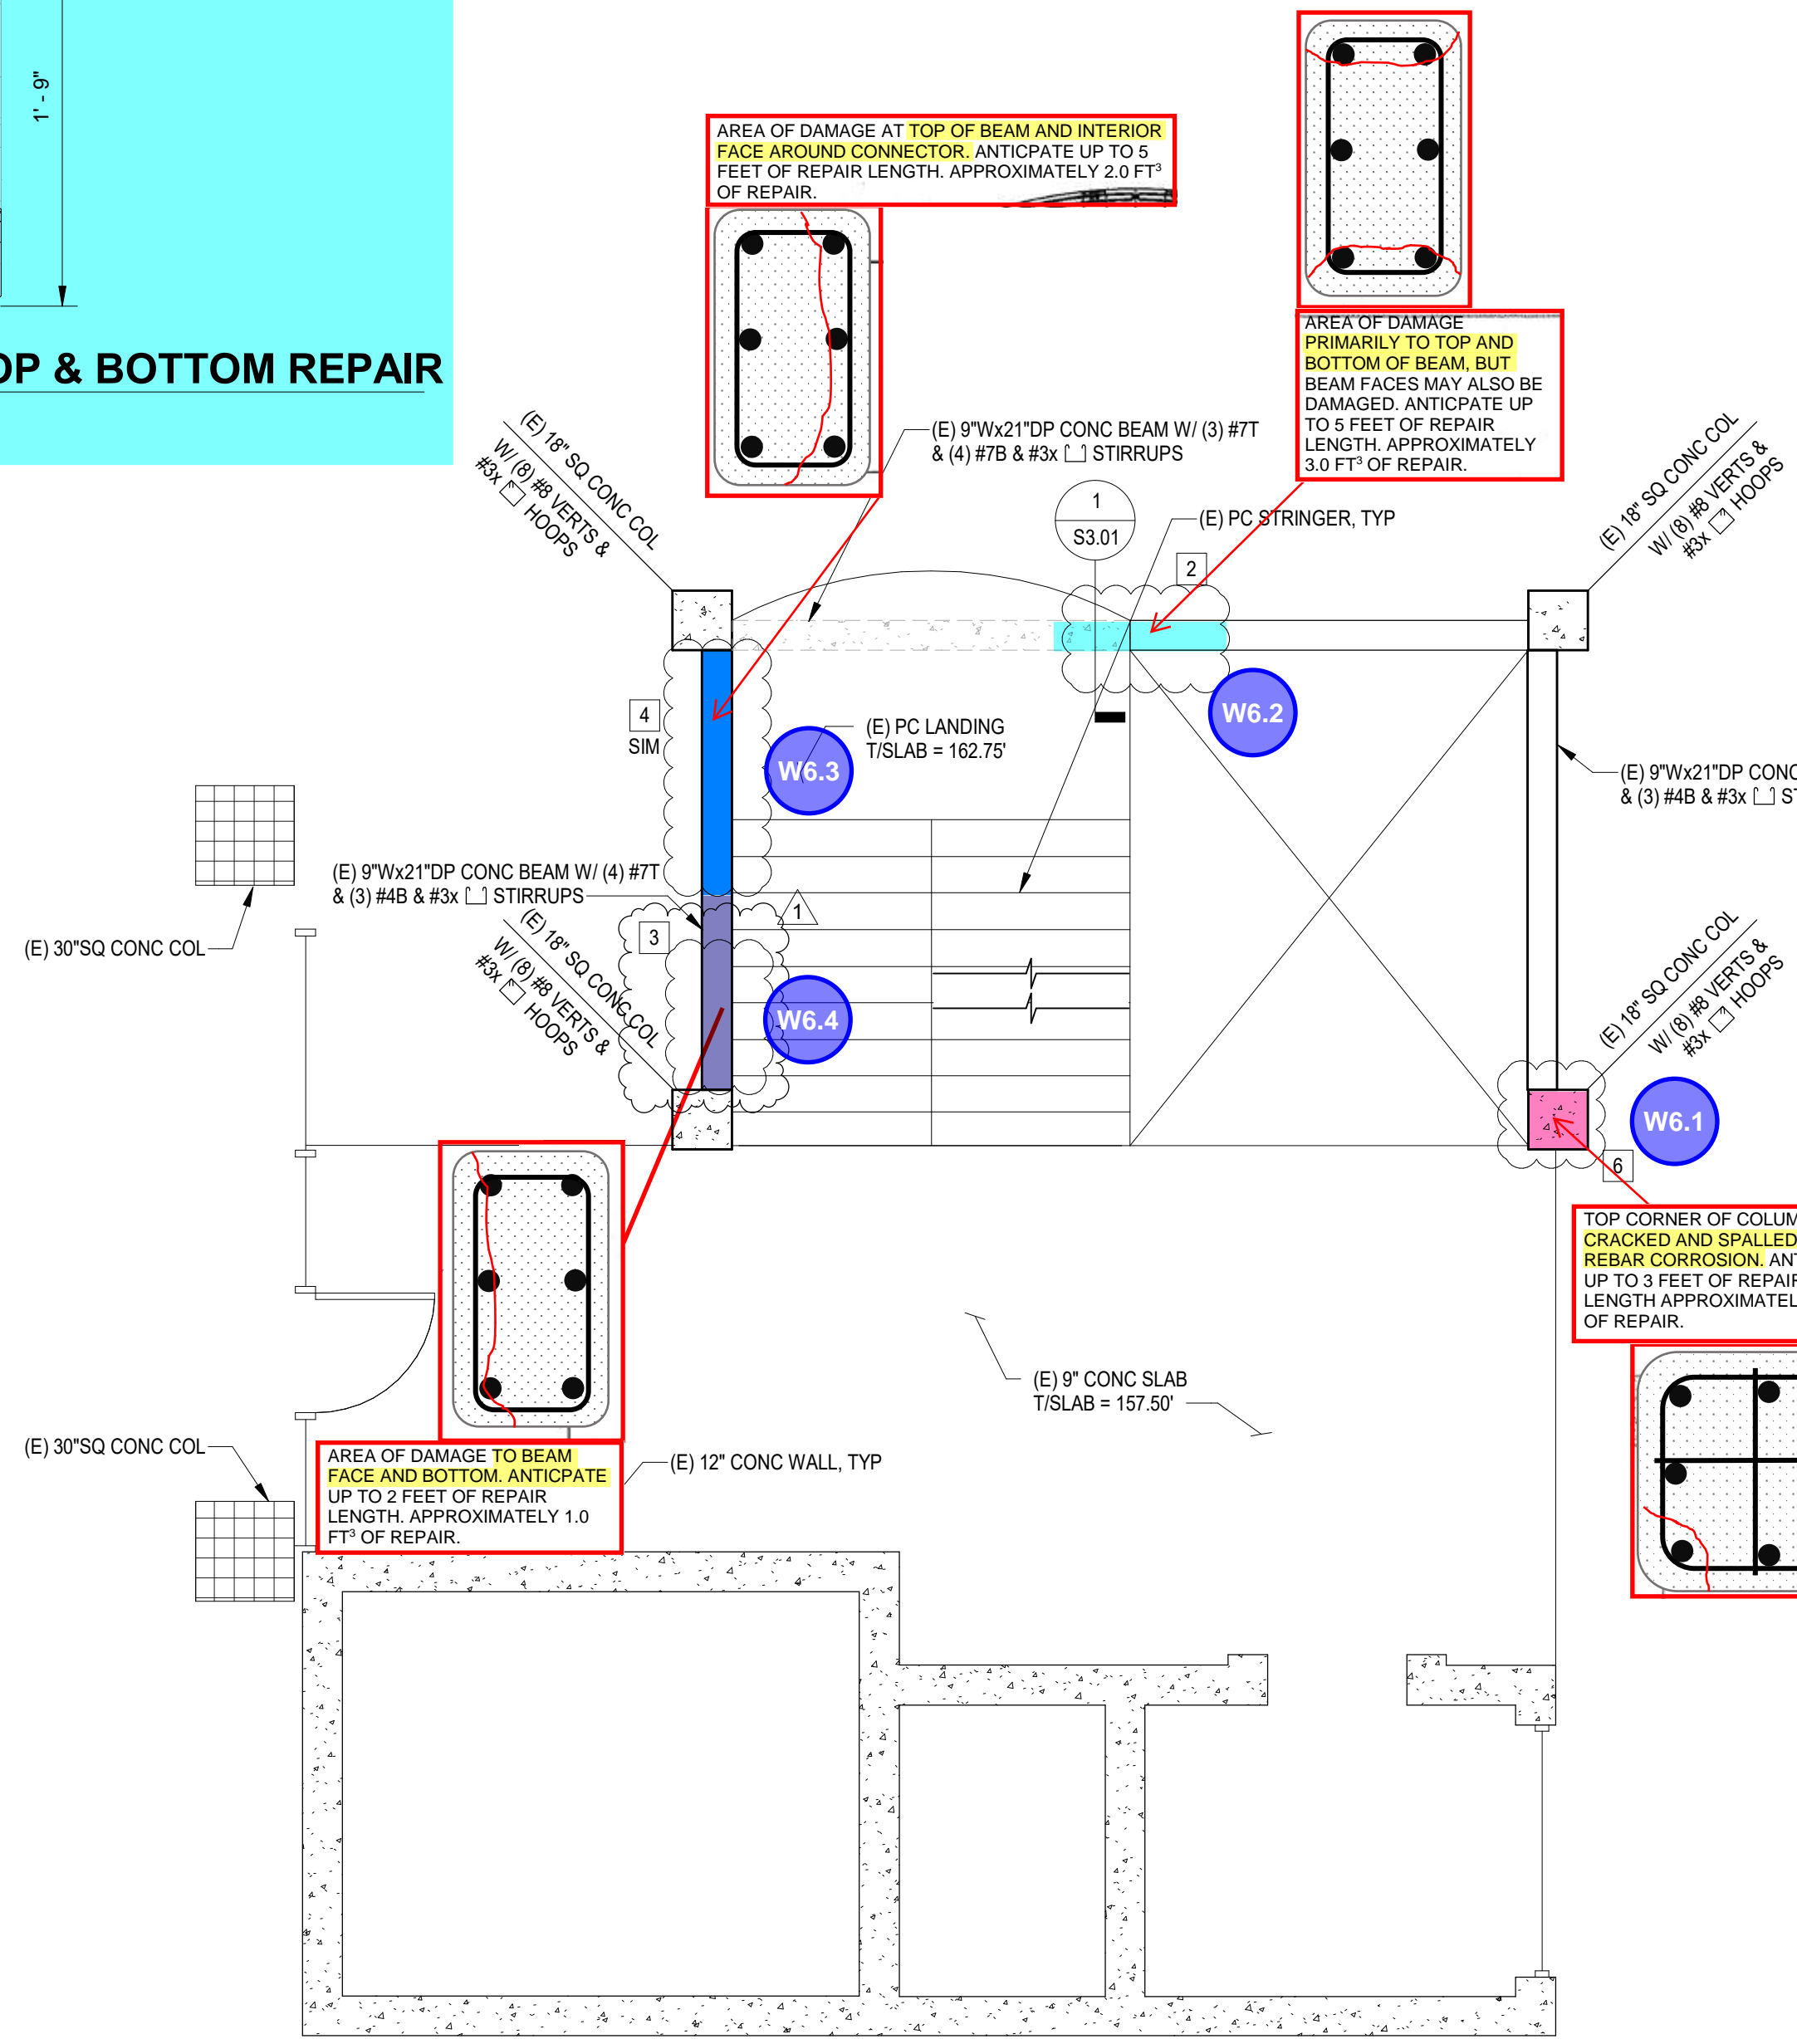 1' - 9"
OP & BOTTOM REPAIR
AREA OF DAMAGE AT TOP OF BEAM AND INTERIOR
FACE AROUND CONNECTOR. ANTICPATE UP TO 5
FEET OF REPAIR LENGTH. APPROXIMATELY 2.0 FT³
OF REPAIR.
AREA OF DAMAGE
PRIMARILY TO TOP AND
BOTTOM OF BEAM, BUT
BEAM FACES MAY ALSO BE
DAMAGED. ANTICPATE UP
TO 5 FEET OF REPAIR
LENGTH. APPROXIMATELY
3.0 FT³ OF REPAIR.
(E) 18" SQ CONC COL
W/ (8) #8 VERTS &
#3x HOOPS
(E) 9"Wx21"DP CONC BEAM W/ (3) #7T
& (4) #7B & #3x STIRRUPS
1
S3.01
(E) PC STRINGER, TYP
2
(E) 18" SQ CONC COL
W/ (8) #8 VERTS &
#3x HOOPS
4
SIM
W6.3
(E) PC LANDING
T/SLAB = 162.75'
W6.2
(E) 9"Wx21"DP CONC
& (3) #4B & #3x ST
(E) 9"Wx21"DP CONC BEAM W/ (4) #7T
& (3) #4B & #3x STIRRUPS
1
3
(E) 18" SQ CONC COL
W/ (8) #8 VERTS &
#3x HOOPS
(E) 30"SQ CONC COL
W6.4
(E) 18" SQ CONC COL
W/ (8) #8 VERTS &
#3x HOOPS
W6.1
6
TOP CORNER OF COLUM
CRACKED AND SPALLED
REBAR CORROSION. ANT
UP TO 3 FEET OF REPAIR
LENGTH APPROXIMATEL
OF REPAIR.
(E) 9" CONC SLAB
T/SLAB = 157.50'
(E) 30"SQ CONC COL
AREA OF DAMAGE TO BEAM
FACE AND BOTTOM. ANTICPATE
UP TO 2 FEET OF REPAIR
LENGTH. APPROXIMATELY 1.0
FT³ OF REPAIR.
(E) 12" CONC WALL, TYP